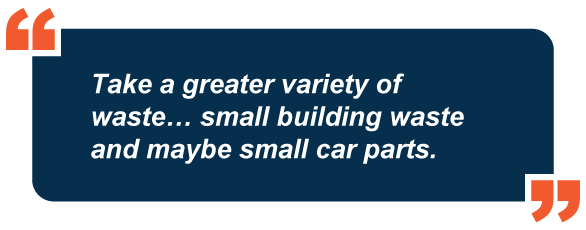 Take a greater variety of
waste… small building waste
and maybe small car parts.